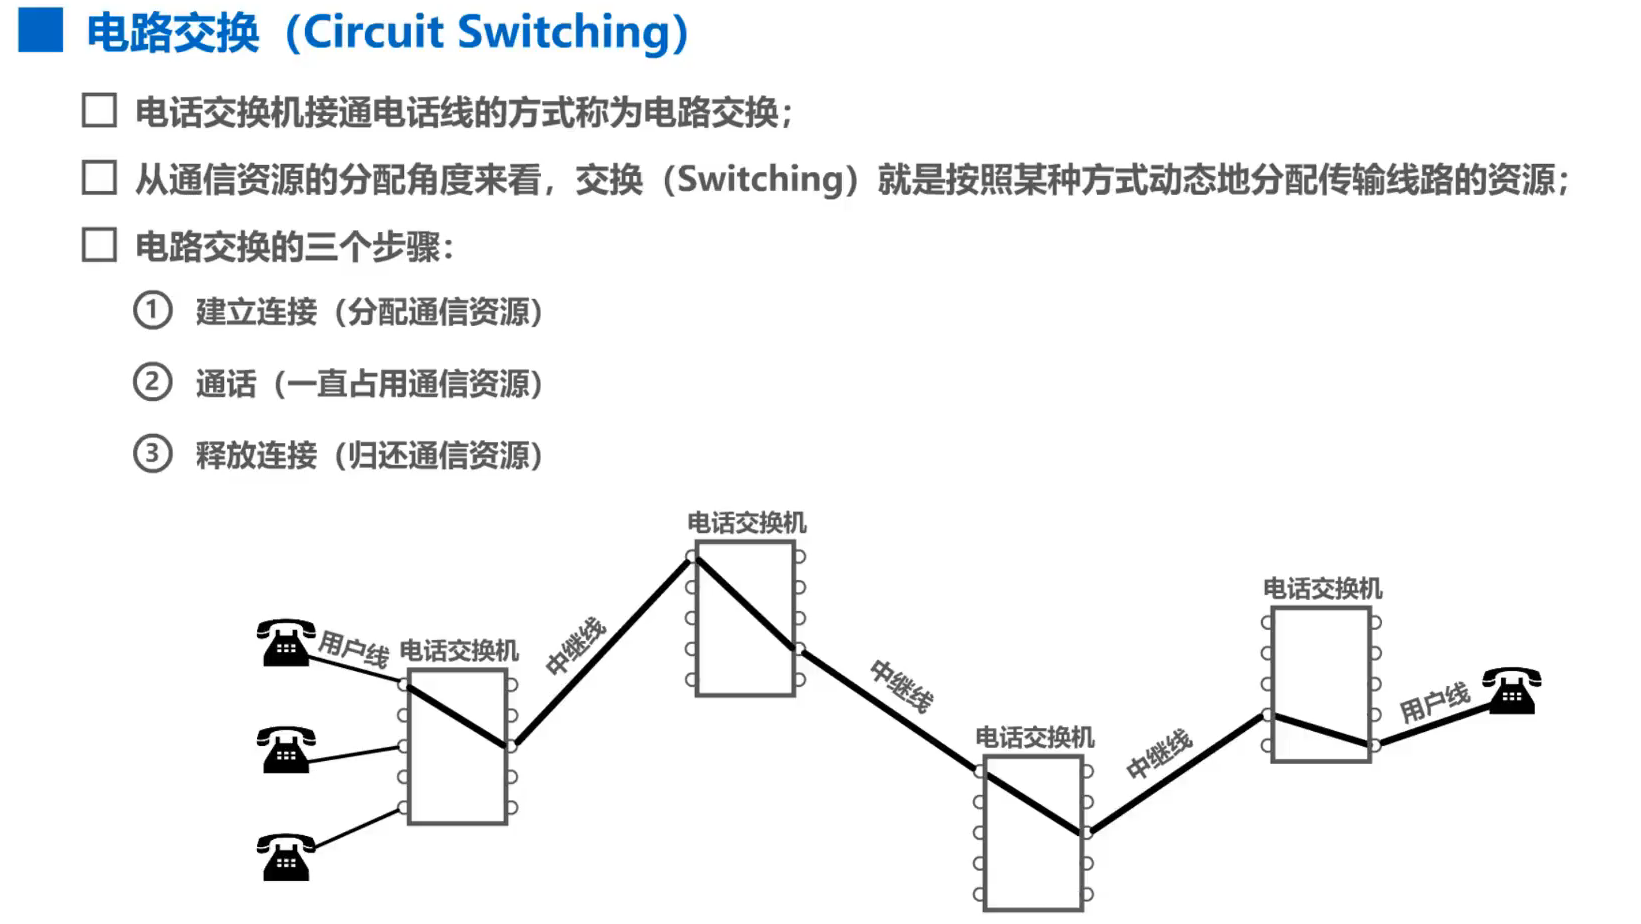 电路交换（Circuit Switching）
电话交换机接通电话线的方式称为电路交换；
从通信资源的分配角度来看，交换（Switching）就是按照某种方式动态地分配传输线路的资源；
电路交换的三个步骤：
① 建立连接（分配通信资源）
② 通话（一直占用通信资源）
③ 释放连接（归还通信资源）
电话交换机
电话交换机
用户线
电话交换机
中继线
中继线
用户线
电话交换机
中继线